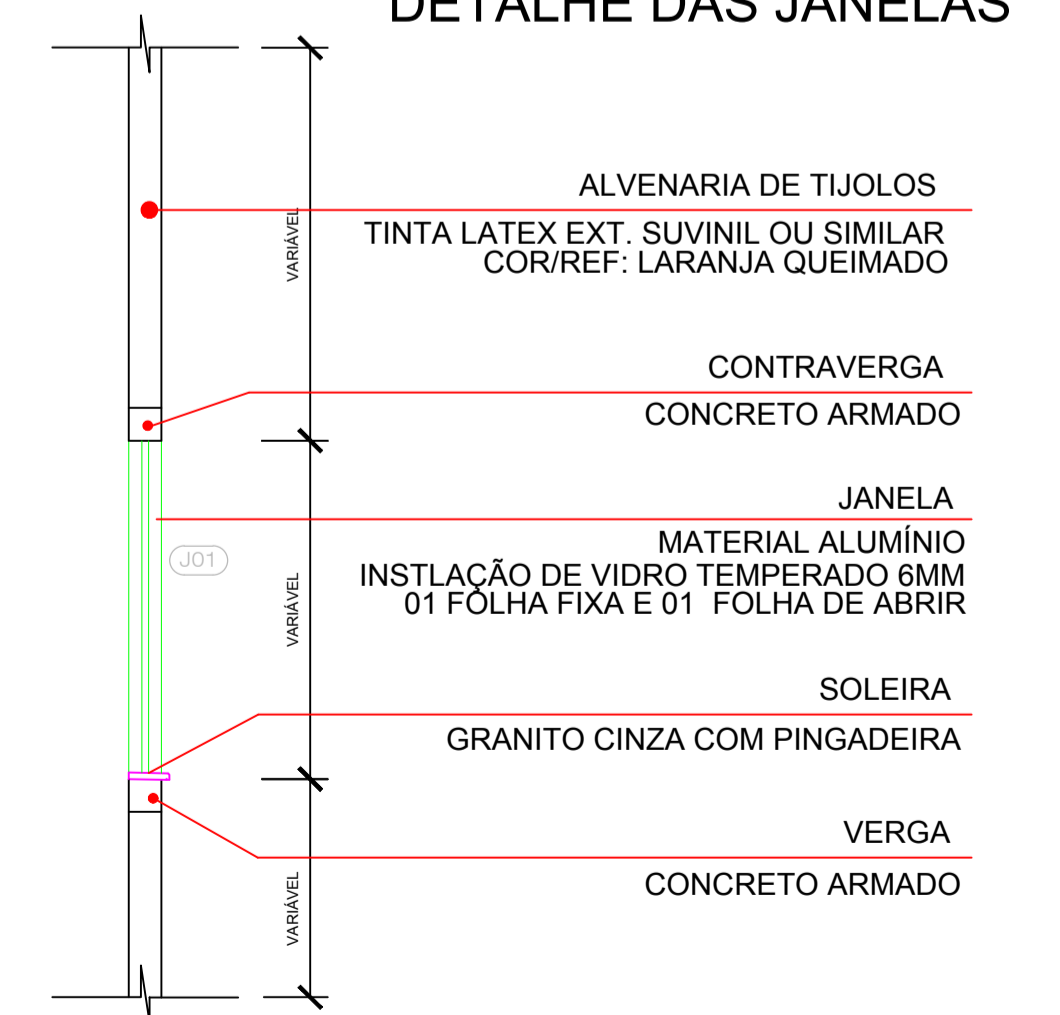 DETALHE DAS JANELAS
ALVENARIA DE TIJOLOS
VARIÁVEL
TINTA LATEX EXT. SUVINIL OU SIMILAR
COR/REF: LARANJA QUEIMADO
CONTRAVERGA
CONCRETO ARMADO
JANELA
J01
MATERIAL ALUMÍNIO
INSTLAÇÃO DE VIDRO TEMPERADO 6MM
01 FOLHA FIXA E 01  FOLHA DE ABRIR
VARIÁVEL
SOLEIRA
GRANITO CINZA COM PINGADEIRA
VERGA
CONCRETO ARMADO
VARIÁVEL